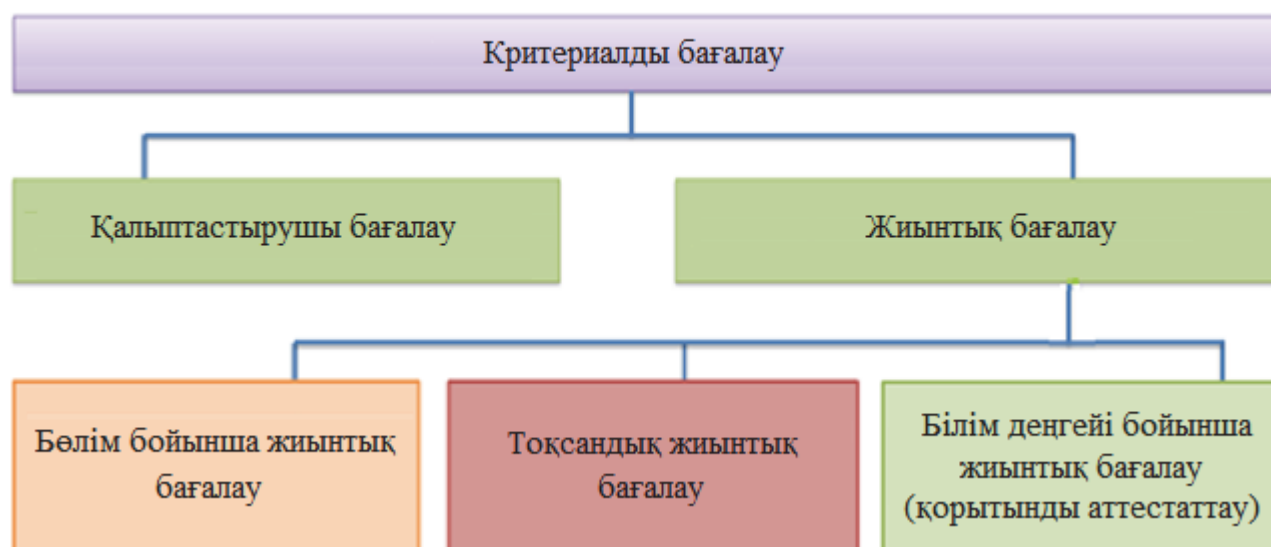 Критериалды бағалау
Қалыптастырушы бағалау
Жиынтық бағалау
Бөлім бойынша жиынтық
бағалау
Тоқсандық жиынтық
бағалау
Білім деңгейі бойынша
жиынтық бағалау
(қорытынды аттестаттау)